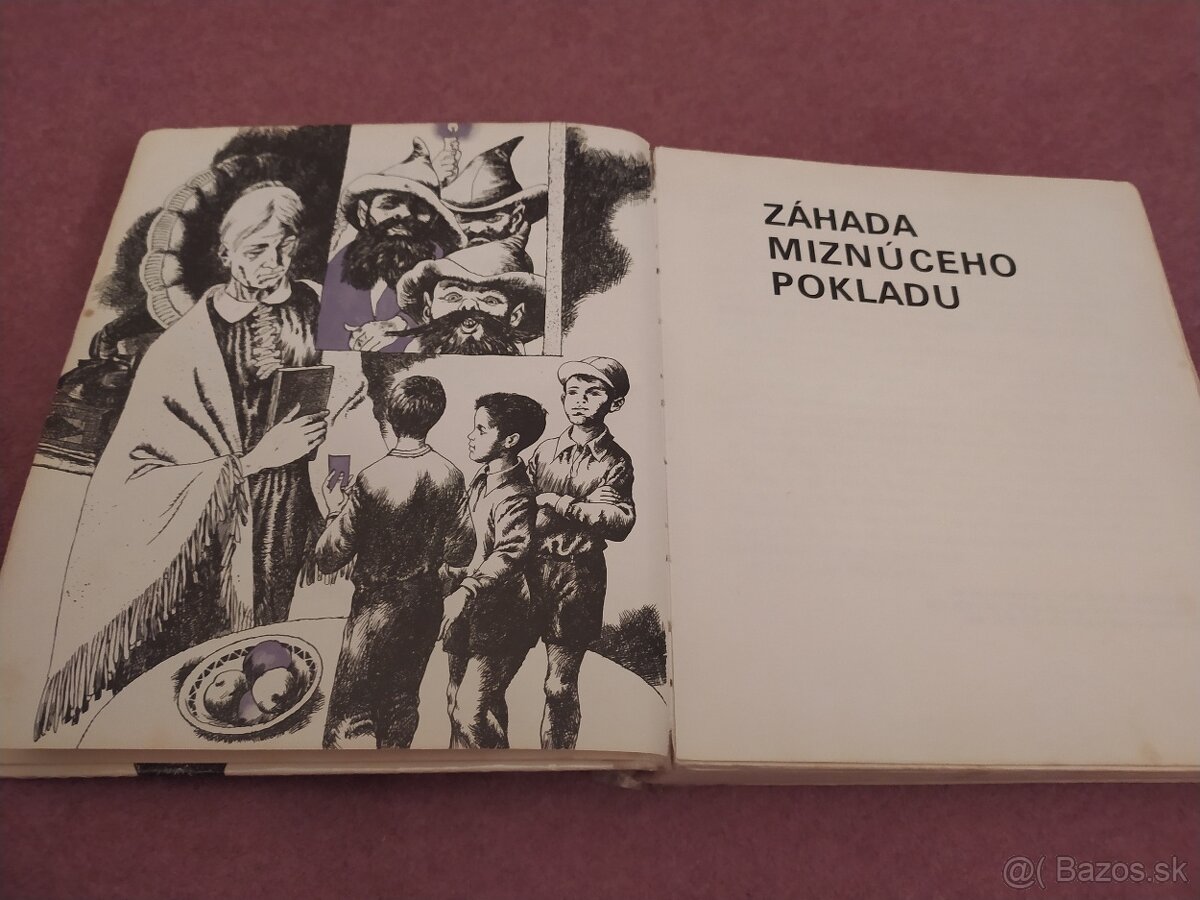 ZÁHADA
MIZNÚCEHO
POKLADU
@( Bazos.sk